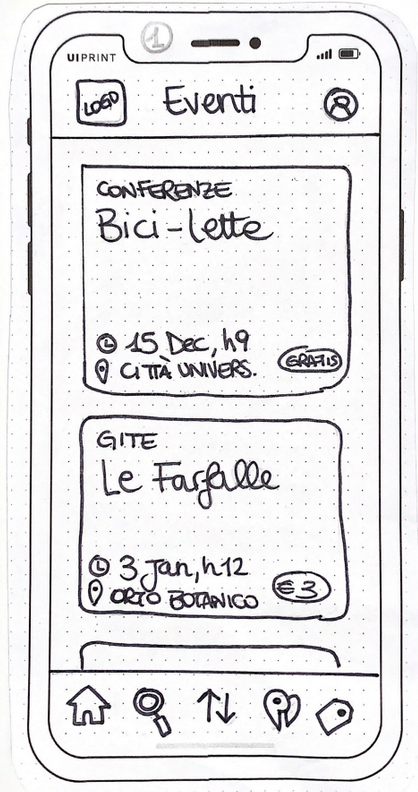 1
UIPRINT
LOGO
Eventi
CONFERENZE
Bici-lette
15 Dec, h9
CITTÀ UNIVERS.
GRATIS
GITE
Le Farfalle
3 Jan, h12
ORTO BOTANICO
€3